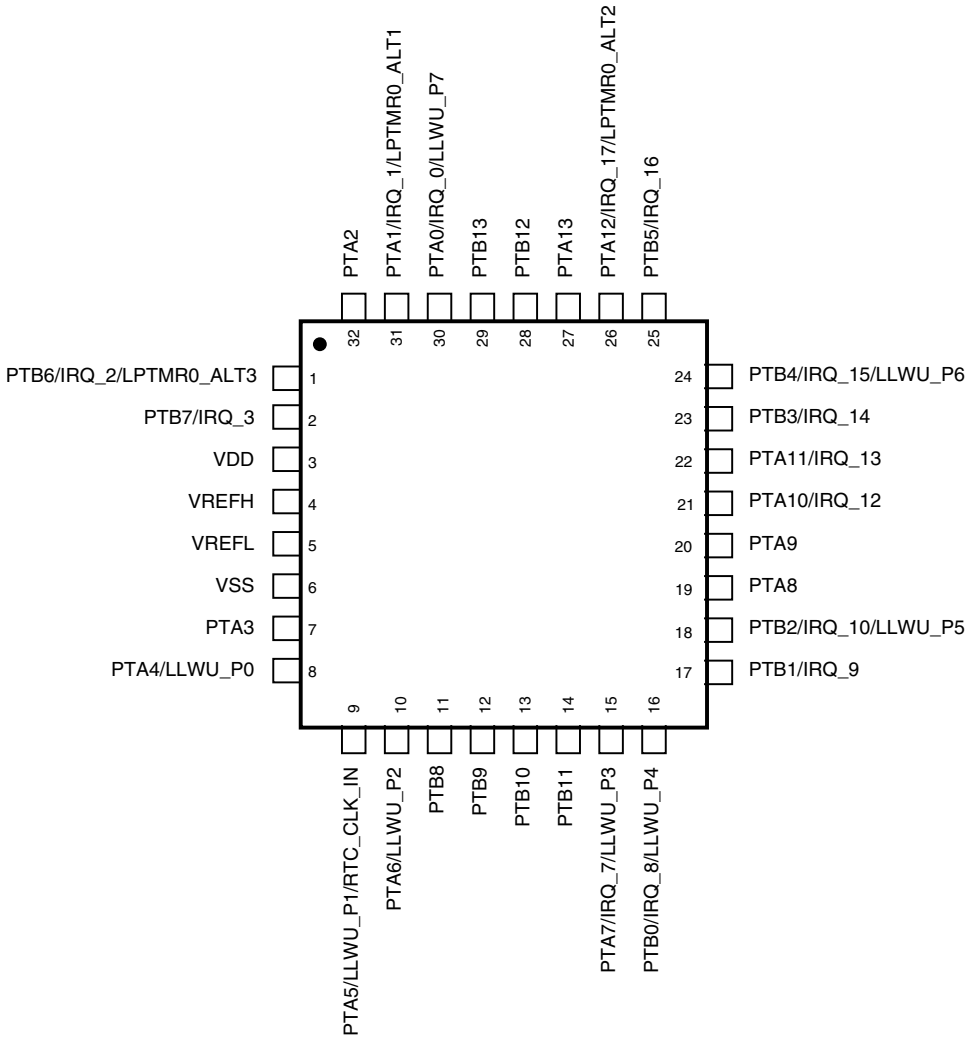 PTA2
PTA1/IRQ_1/LPTMR0_ALT1
PTA0/IRQ_0/LLWU_P7
PTB13
PTB12
PTA13
PTA12/IRQ_17/LPTMR0_ALT2
PTB5/IRQ_16
32
31
30
29
28
27
26
25
PTB6/IRQ_2/LPTMR0_ALT3 1
PTB7/IRQ_3 2
VDD 3
VREFH 4
VREFL 5
VSS 6
PTA3 7
PTA4/LLWU_P0 8
24 PTB4/IRQ_15/LLWU_P6
23 PTB3/IRQ_14
22 PTA11/IRQ_13
21 PTA10/IRQ_12
20 PTA9
19 PTA8
18 PTB2/IRQ_10/LLWU_P5
17 PTB1/IRQ_9
9
10
11
12
13
14
15
16
PTA5/LLWU_P1/RTC_CLK_IN
PTA6/LLWU_P2
PTB8
PTB9
PTB10
PTB11
PTA7/IRQ_7/LLWU_P3
PTB0/IRQ_8/LLWU_P4